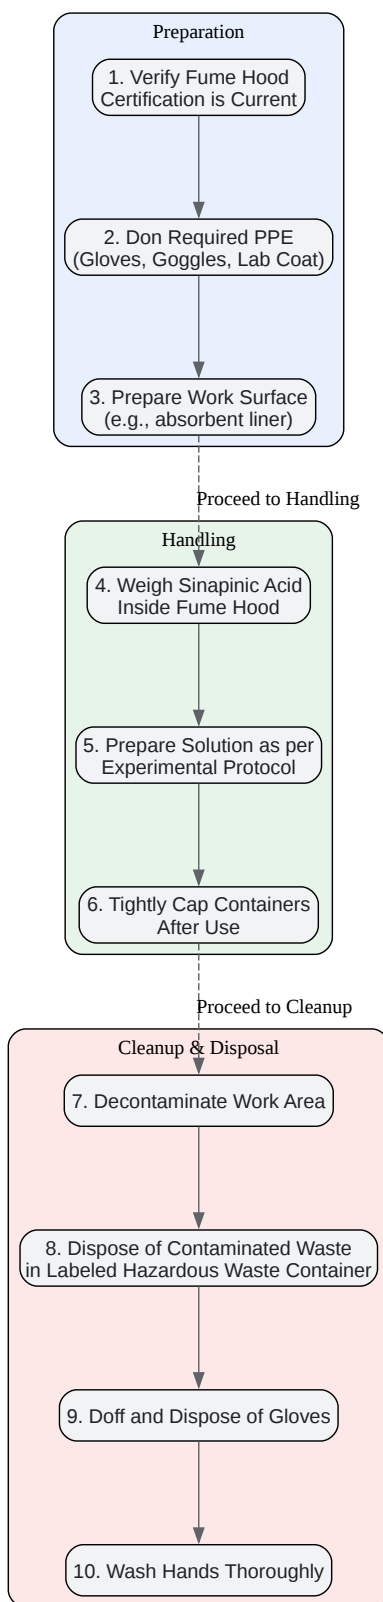 Preparation
1. Verify Fume Hood
Certification is Current
2. Don Required PPE
(Gloves, Goggles, Lab Coat)
3. Prepare Work Surface
(e.g., absorbent liner)
Proceed to Handling
Handling
4. Weigh Sinapinic Acid
Inside Fume Hood
5. Prepare Solution as per
Experimental Protocol
6. Tightly Cap Containers
After Use
Proceed to Cleanup
Cleanup & Disposal
7. Decontaminate Work Area
8. Dispose of Contaminated Waste
in Labeled Hazardous Waste Container
9. Doff and Dispose of Gloves
10. Wash Hands Thoroughly